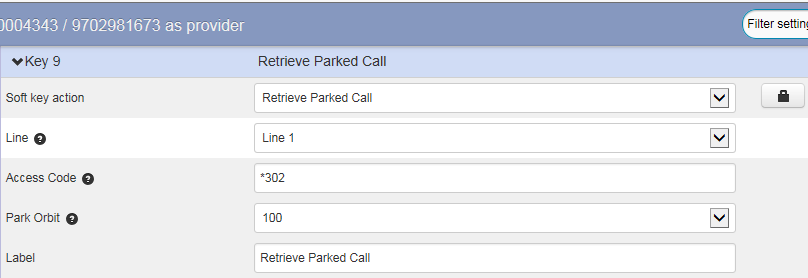 0004343 / 9702981673 as provider
Filter setting
Key 9 Retrieve Parked Call
Soft key action Retrieve Parked Call
Line Line 1
Access Code *302
Park Orbit 100
Label Retrieve Parked Call